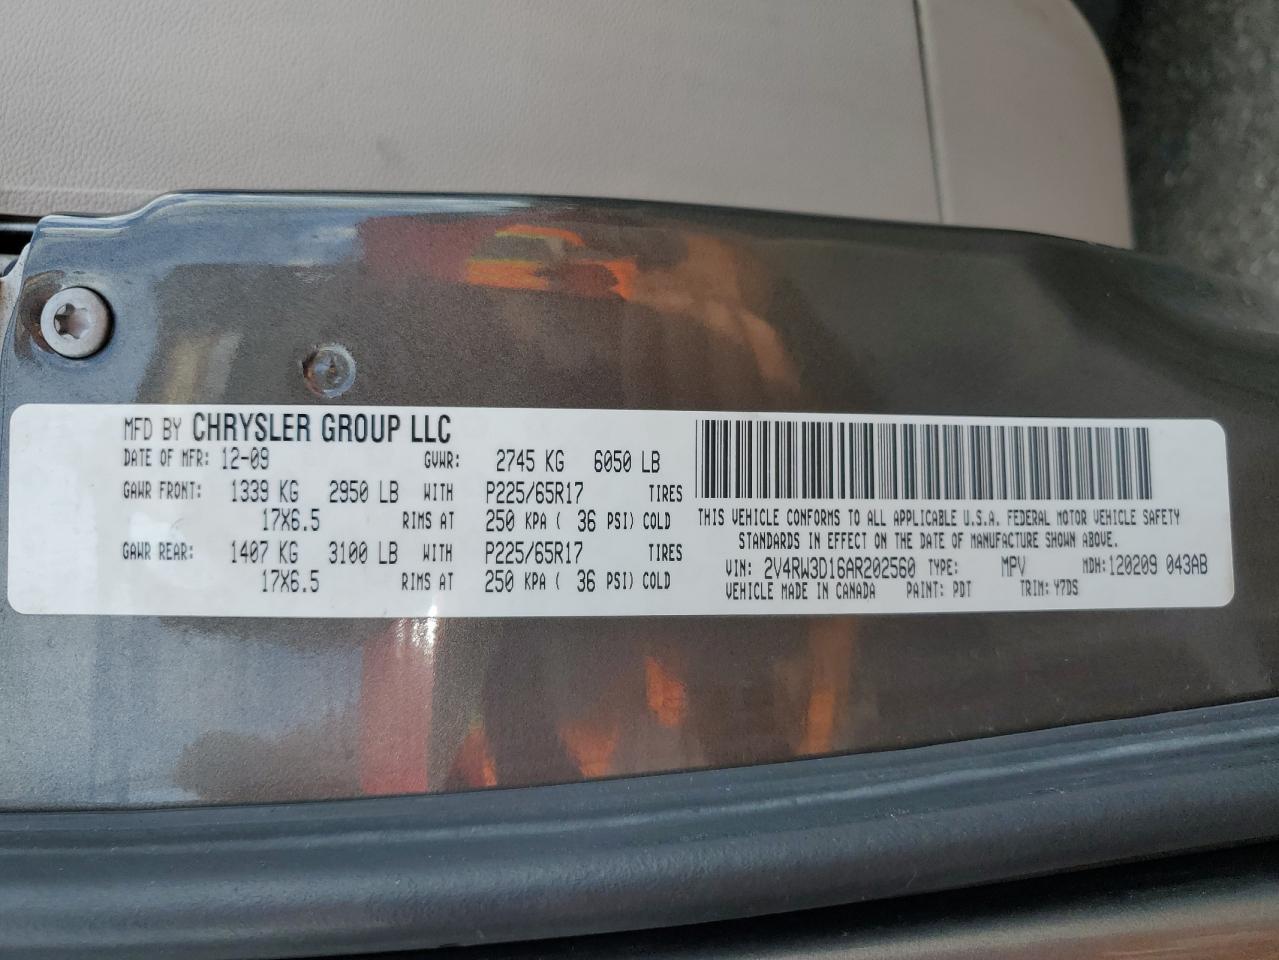 MFD BY CHRYSLER GROUP LLC
DATE OF MFR: 12-09 GVWR: 2745 KG 6050 LB
GAWR FRONT: 1339 KG 2950 LB WITH P225/65R17 TIRES
17X6.5 RIMS AT 250 KPA ( 36 PSI) COLD
GAWR REAR: 1407 KG 3100 LB WITH P225/65R17 TIRES
17X6.5 RIMS AT 250 KPA ( 36 PSI) COLD
THIS VEHICLE CONFORMS TO ALL APPLICABLE U.S.A. FEDERAL MOTOR VEHICLE SAFETY
STANDARDS IN EFFECT ON THE DATE OF MANUFACTURE SHOWN ABOVE.
VIN: 2V4RW3D16AR202560 TYPE: MPV MDH: 120209 043AB
VEHICLE MADE IN CANADA PAINT: PDT TRIM: Y7DS